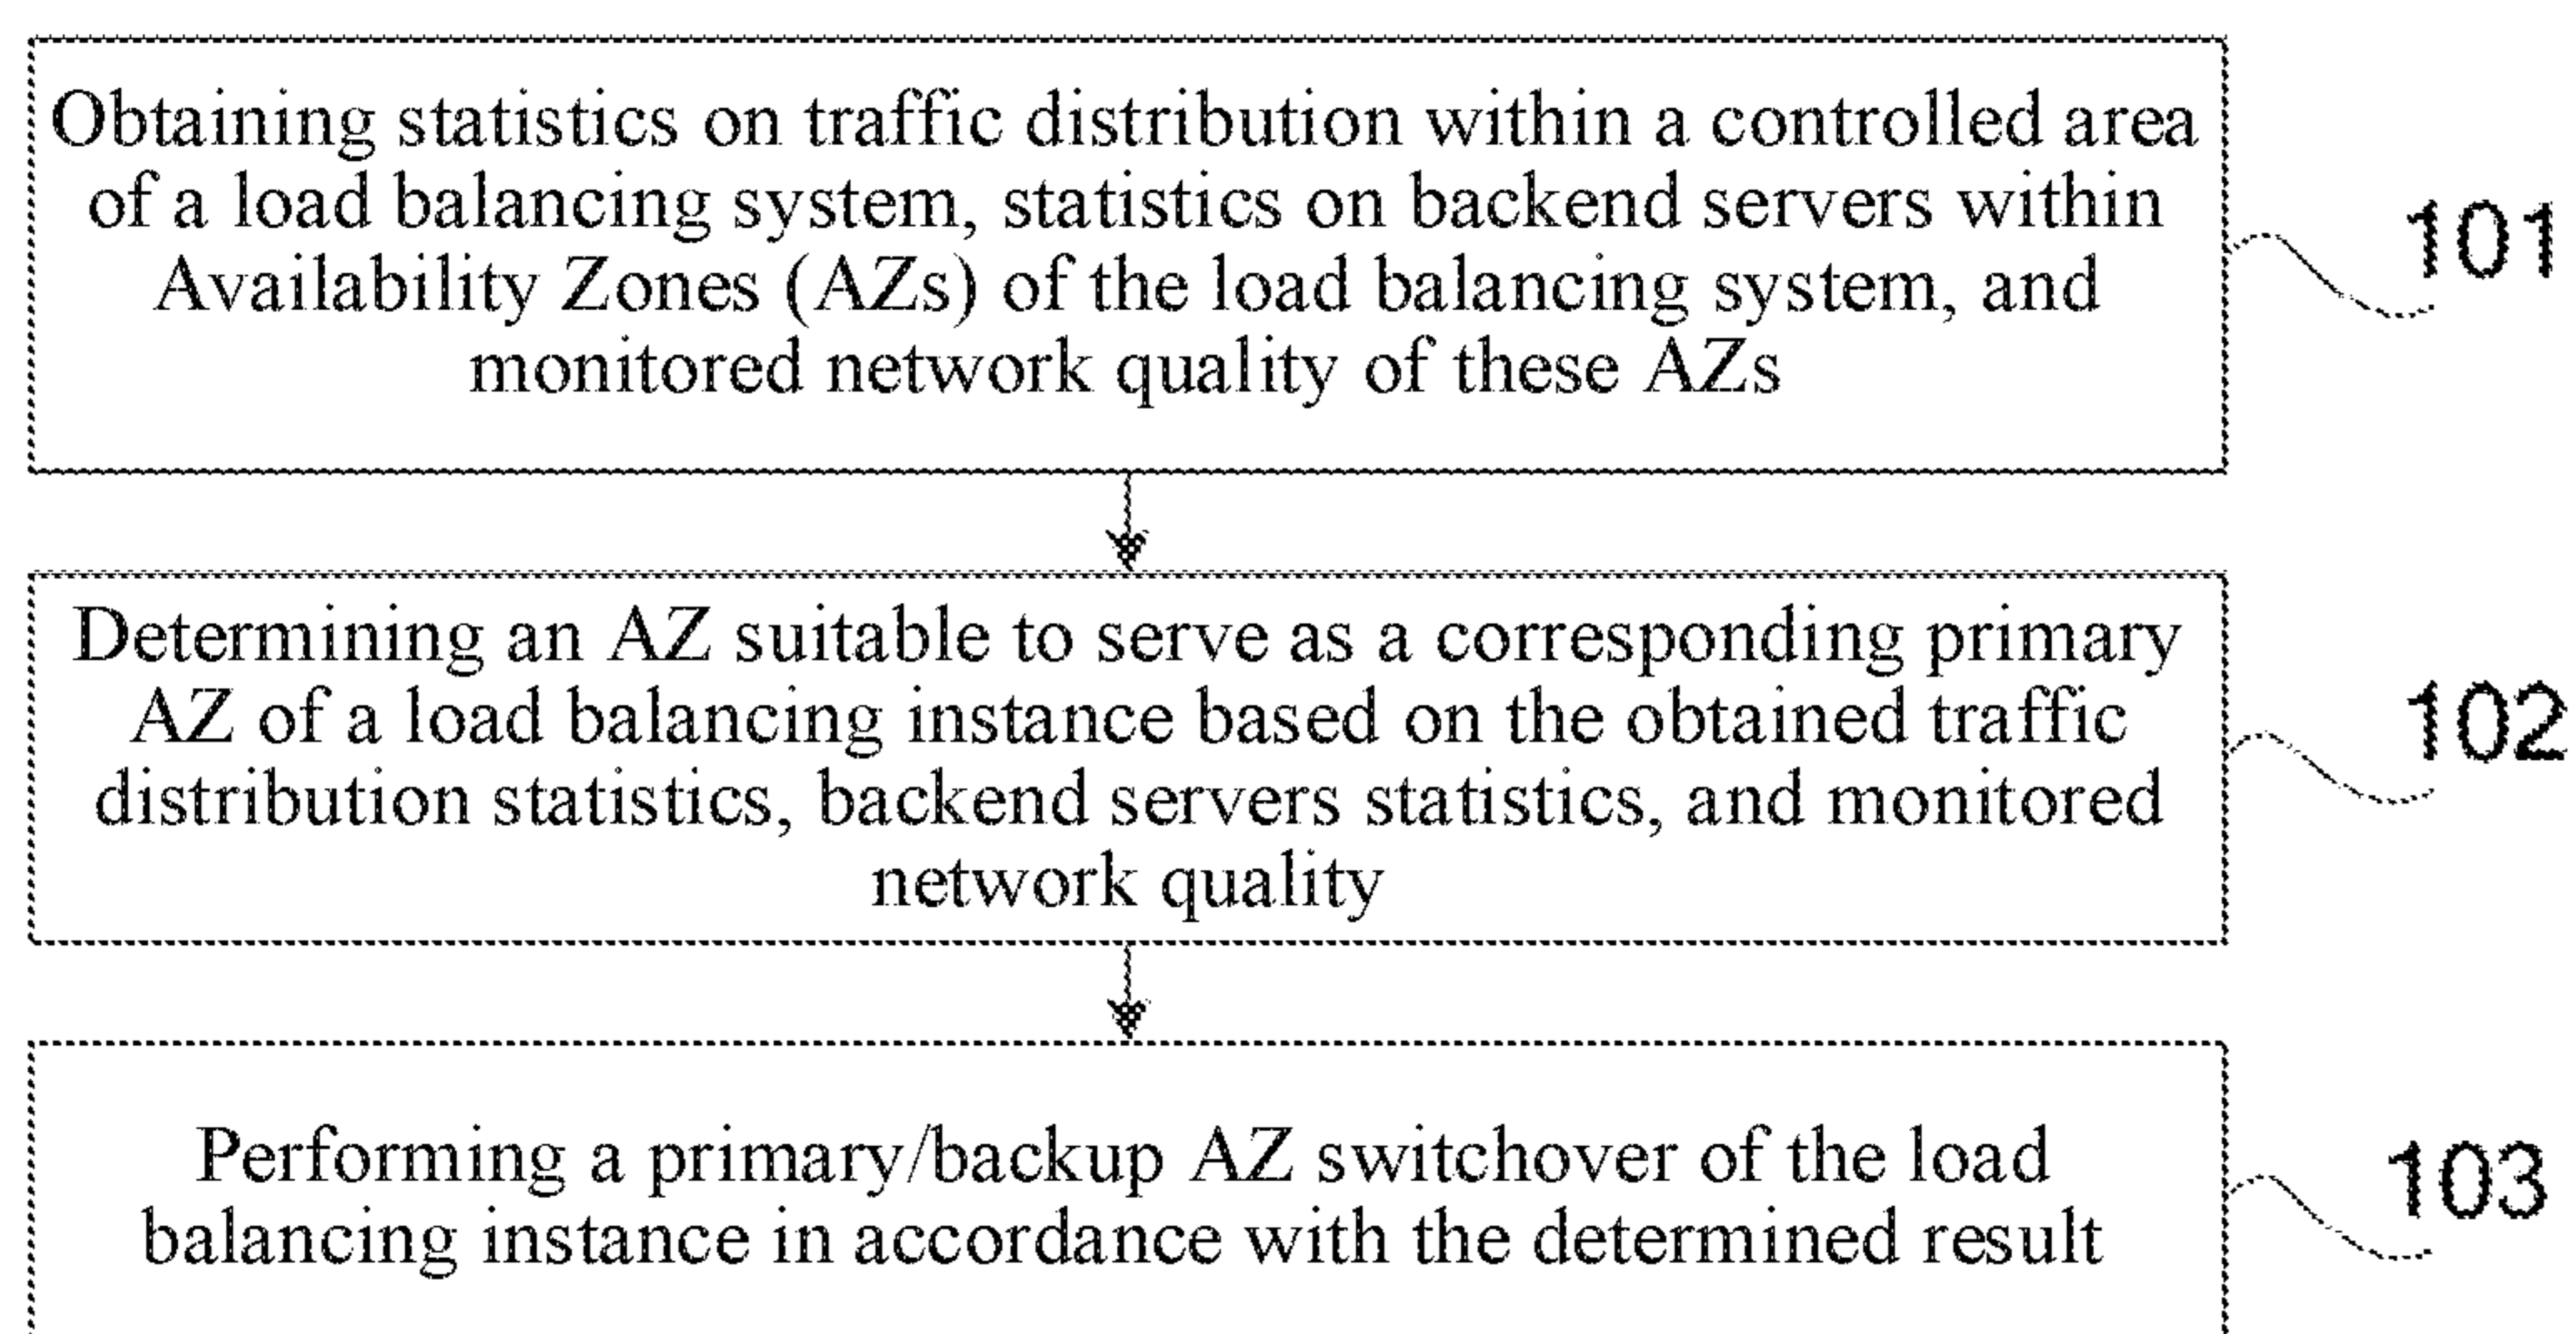 Obtaining statistics on traffic distribution within a controlled area
of a load balancing system, statistics on backend servers within
Availability Zones (AZs) of the load balancing system, and
monitored network quality of these AZs
101
Determining an AZ suitable to serve as a corresponding primary
AZ of a load balancing instance based on the obtained traffic
distribution statistics, backend servers statistics, and monitored
network quality
102
Performing a primary/backup AZ switchover of the load
balancing instance in accordance with the determined result
103